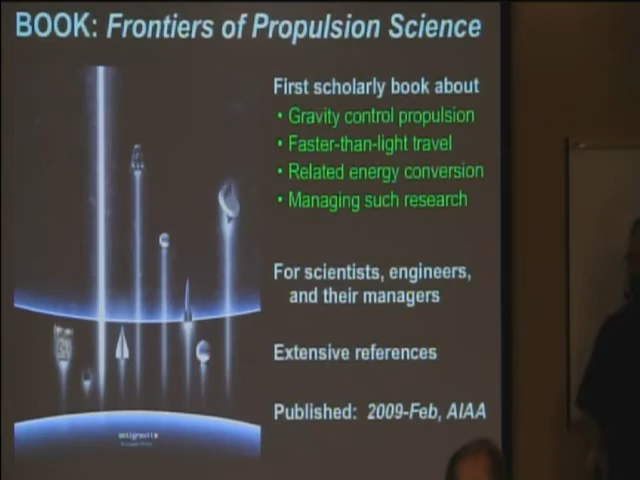 BOOK: Frontiers of Propulsion Science
First scholarly book about
• Gravity control propulsion
• Faster-than-light travel
• Related energy conversion
• Managing such research
For scientists, engineers,
and their managers
Extensive references
Published: 2009-Feb, AIAA